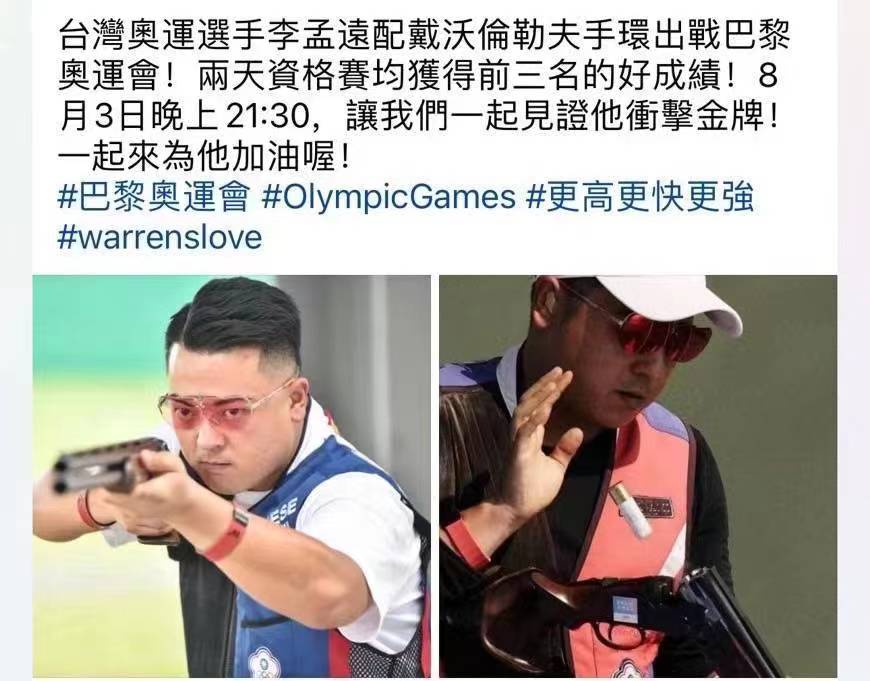 台灣奧運選手李孟遠配戴沃倫勒夫手環出戰巴黎
奧運會！兩天資格賽均獲得前三名的好成績！8
月3日晚上21:30，讓我們一起見證他衝擊金牌！
一起來為他加油喔！
#巴黎奧運會 #OlympicGames #更高更快更強
#warrenslove
ESE